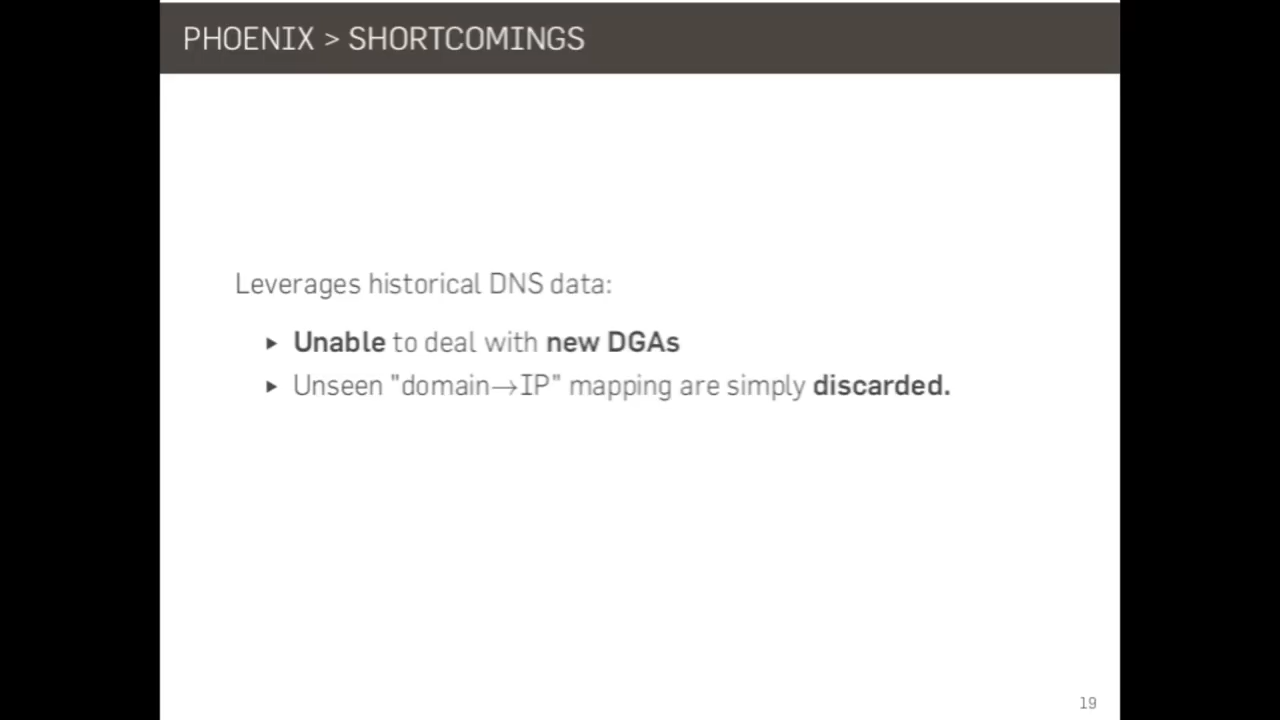 PHOENIX > SHORTCOMINGS
Leverages historical DNS data:
▸ Unable to deal with new DGAs
▸ Unseen "domain→IP" mapping are simply discarded.
19